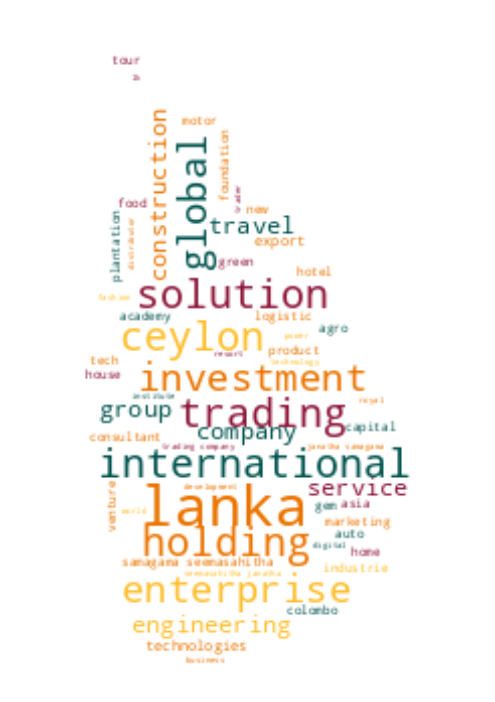 tour
a
motor
construction
global
foundation
trader
food
new
plantation
distributor
travel
export
green
hotel
solution
fashion
academy
logistic
agro
ceylon
power
product
resort
tech
technology
house
investment
institute
royal
group
trading
capital
company
consultant
trading company
janatha samagama
international
service
lanka
development
venture
world
gem
asia
marketing
auto
holding
digital
home
samagama seemasahitha
industrie
seemasahitha janatha
enterprise
colombo
engineering
technologies
business